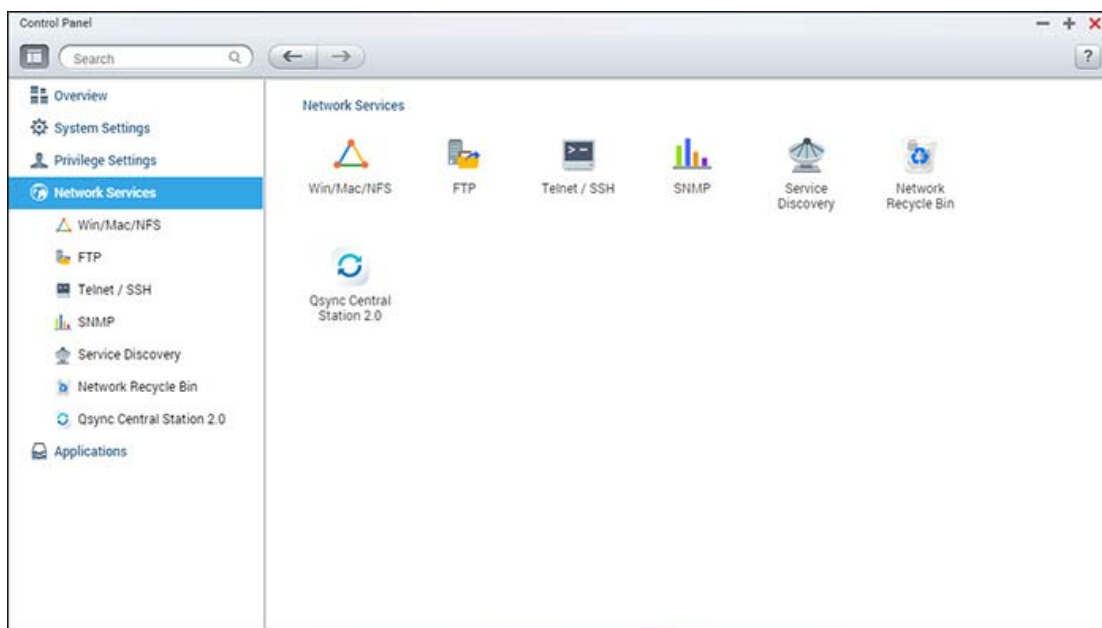 Control Panel
Search
?
Overview
System Settings
Privilege Settings
Network Services
Win/Mac/NFS
FTP
Telnet / SSH
SNMP
Service Discovery
Network Recycle Bin
Qsync Central Station 2.0
Applications
Network Services
Win/Mac/NFS
FTP
Telnet / SSH
SNMP
Service
Discovery
Network
Recycle Bin
Qsync Central
Station 2.0